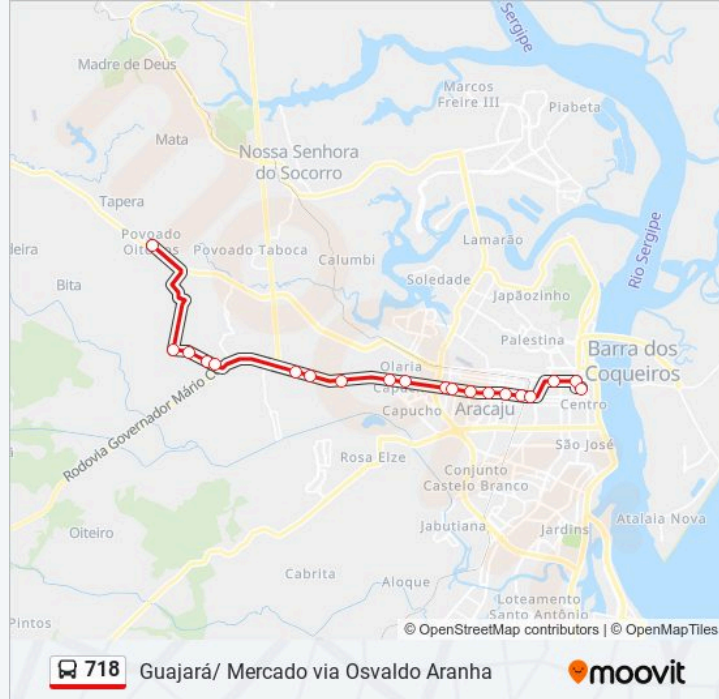 Sergipe
Madre de Deus
Marcos
Freire III
Piabeta
Mata
Nossa Senhora
do Socorro
Tapera
Rio Sergipe
Povoado
Povoado Taboca
Lamarão
deira
Calumbi
Bita
Soledade
Japãozinho
Palestina
Barra dos
Coqueiros
Olaria
Rodovia Governador Mário
Capucho
Aracaju
Centro
São José
Rosa Elze
Conjunto
Castelo Branco
Oiteiro
Jabutiana
Jardins
Atalaia Nova
Cabrita
Aloque
Loteamento
Santo Antônio
Pintos
© OpenStreetMap contributors | © OpenMapTiles
718 Guajará/ Mercado via Osvaldo Aranha
moovit